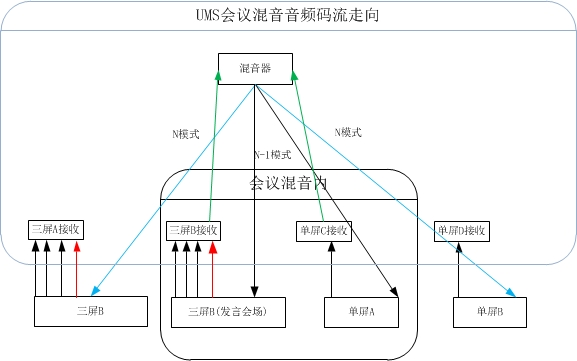 UMS会议混音音频码流走向
混音器
N模式
N模式
N-1模式
会议混音内
三屏A接收
三屏B接收
单屏C接收
单屏D接收
三屏B
三屏B(发言会场)
单屏A
单屏B